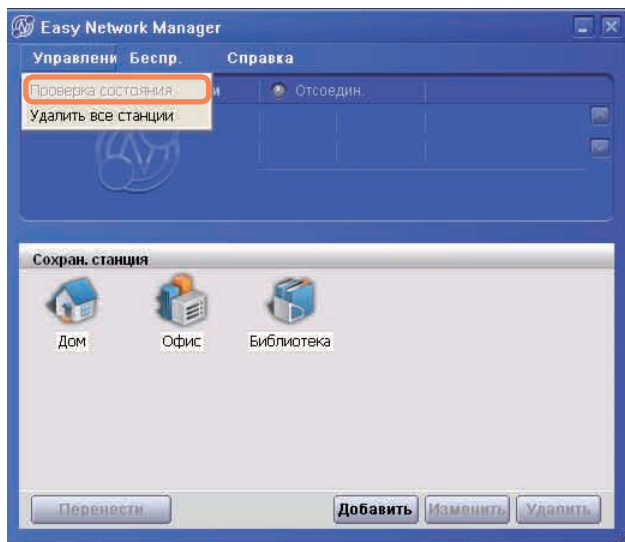 Easy Network Manager
Управлени Беспр. Справка
Проверка состояния и Отсоедин.
Удалить все станции
Сохран. станция
Дом Офис Библиотека
Перенести Добавить Изменить Удалить